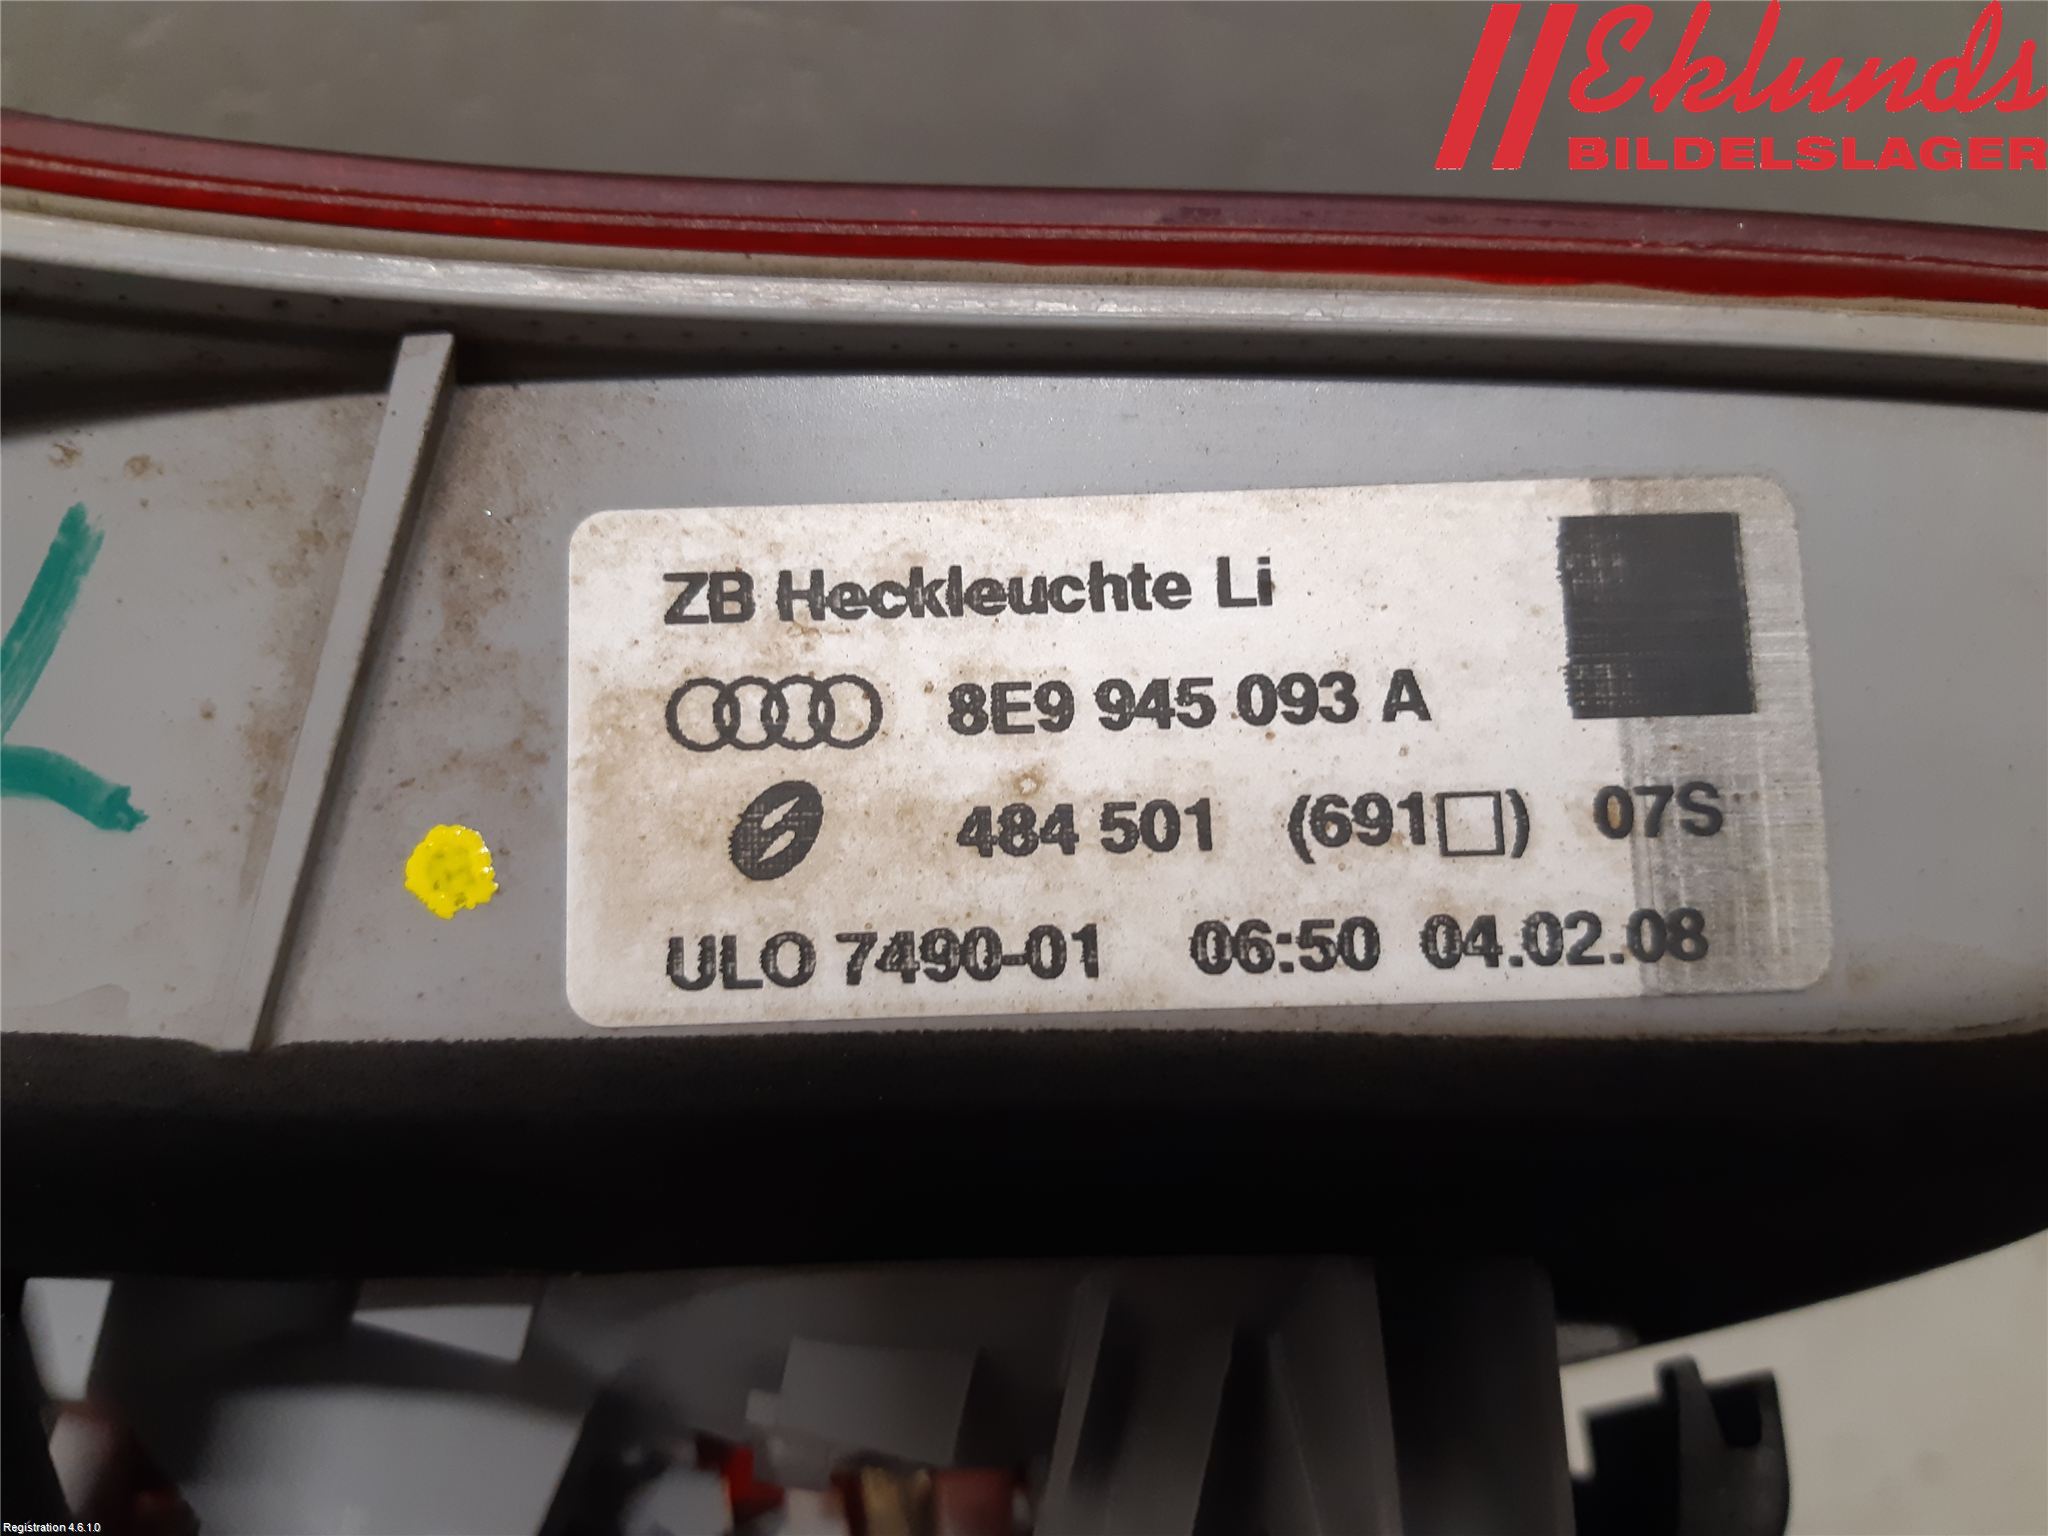 Eklunds
BILDELSLAGER
ZB Heckleuchte Li
8E9 945 093 A
484 501 (691□) 07S
ULO 7490-01 06:50 04.02.08
L
Registration 4.6.1.0